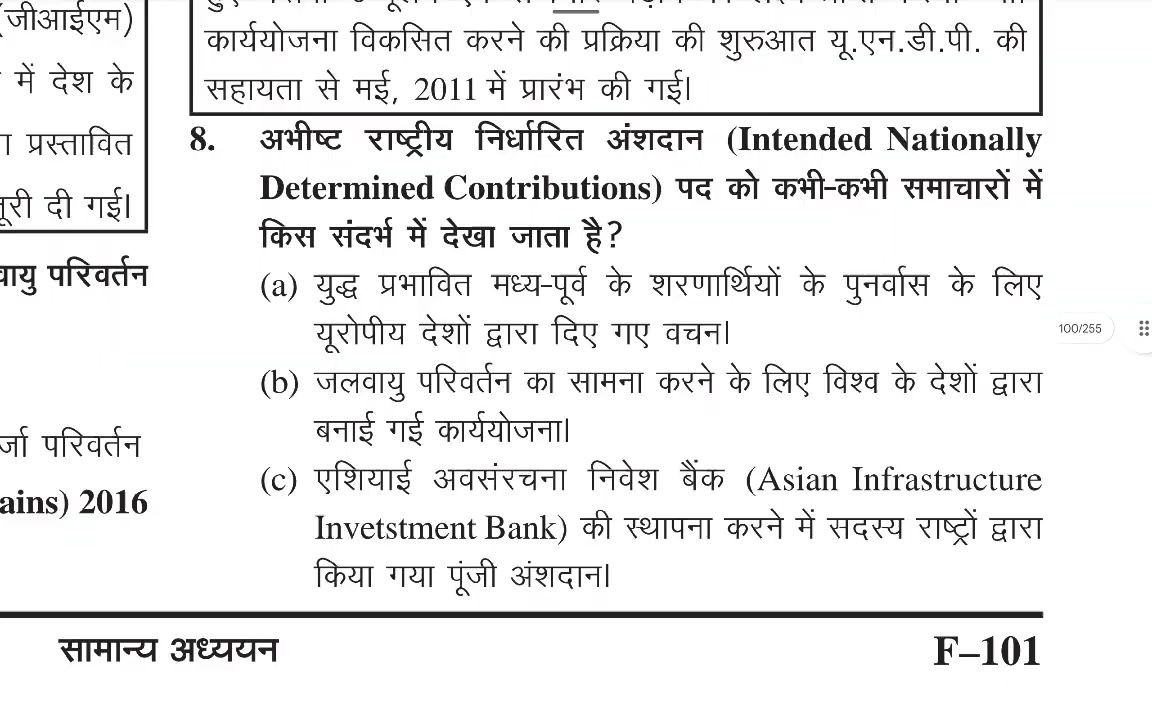 (जीआईएम)
में देश के
प्रस्तावित
दी गई।
परिवर्तन
परिवर्तन
2016
कार्ययोजना विकसित करने की प्रक्रिया की शुरुआत यू.एन.डी.पी. की
सहायता से मई, 2011 में प्रारंभ की गई।
8. अभीष्ट राष्ट्रीय निर्धारित अंशदान (Intended Nationally
Determined Contributions) पद को कभी-कभी समाचारों में
किस संदर्भ में देखा जाता है?
(a) युद्ध प्रभावित मध्य-पूर्व के शरणार्थियों के पुनर्वास के लिए
यूरोपीय देशों द्वारा दिए गए वचन।
(b) जलवायु परिवर्तन का सामना करने के लिए विश्व के देशों द्वारा
बनाई गई कार्ययोजना।
(c) एशियाई अवसंरचना निवेश बैंक (Asian Infrastructure
Invetstment Bank) की स्थापना करने में सदस्य राष्ट्रों द्वारा
किया गया पूंजी अंशदान।
100/255
सामान्य अध्ययन
F–101